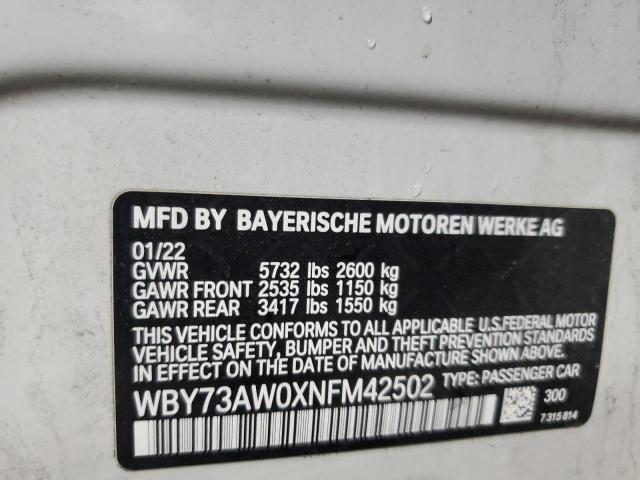 MFD BY BAYERISCHE MOTOREN WERKE AG
01/22
GVWR 5732 lbs 2600 kg
GAWR FRONT 2535 lbs 1150 kg
GAWR REAR 3417 lbs 1550 kg
THIS VEHICLE CONFORMS TO ALL APPLICABLE U.S. FEDERAL MOTOR
VEHICLE SAFETY, BUMPER AND THEFT PREVENTION STANDARDS
IN EFFECT ON THE DATE OF MANUFACTURE SHOWN ABOVE.
WBY73AW0XNFM42502 TYPE: PASSENGER CAR
300
7315814